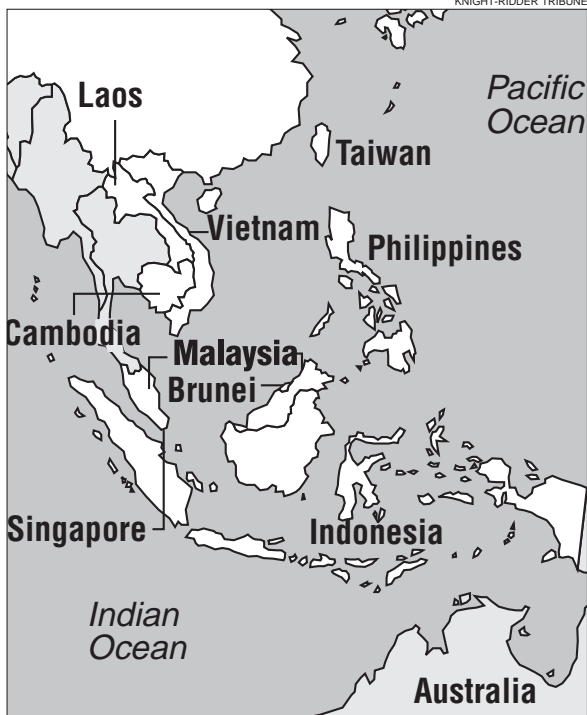 KNIGHT-RIDDER TRIBUNE
Laos
Pacific
Ocean
Taiwan
Vietnam
Philippines
Cambodia
Malaysia
Brunei
Singapore
Indonesia
Indian
Ocean
Australia